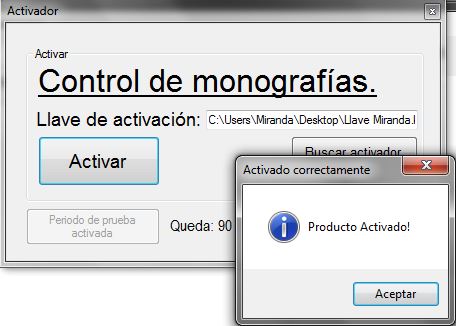 Activador
Activar
Control de monografías.
Llave de activación: C:\Users\Miranda\Desktop\Llave Miranda.l
Activar
Buscar activador
Activado correctamente
Periodo de prueba
activada
Queda: 90
Producto Activado!
Aceptar